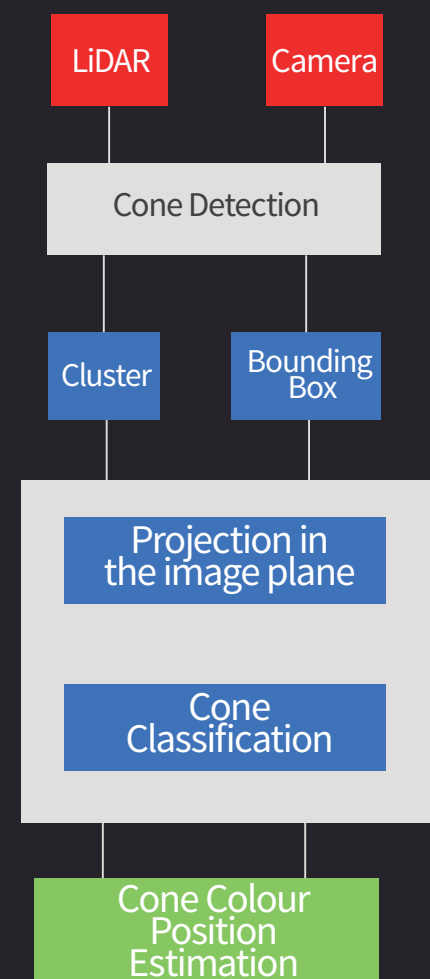 LiDAR
Camera
Cone Detection
Cluster
Bounding
Box
Projection in
the image plane
Cone
Classification
Cone Colour
Position
Estimation